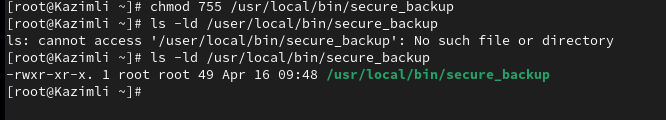 [root@Kazimli ~]# chmod 755 /usr/local/bin/secure_backup
[root@Kazimli ~]# ls -ld /user/local/bin/secure_backup
ls: cannot access '/user/local/bin/secure_backup': No such file or directory
[root@Kazimli ~]# ls -ld /usr/local/bin/secure_backup
-rwxr-xr-x. 1 root root 49 Apr 16 09:48 /usr/local/bin/secure_backup
[root@Kazimli ~]#